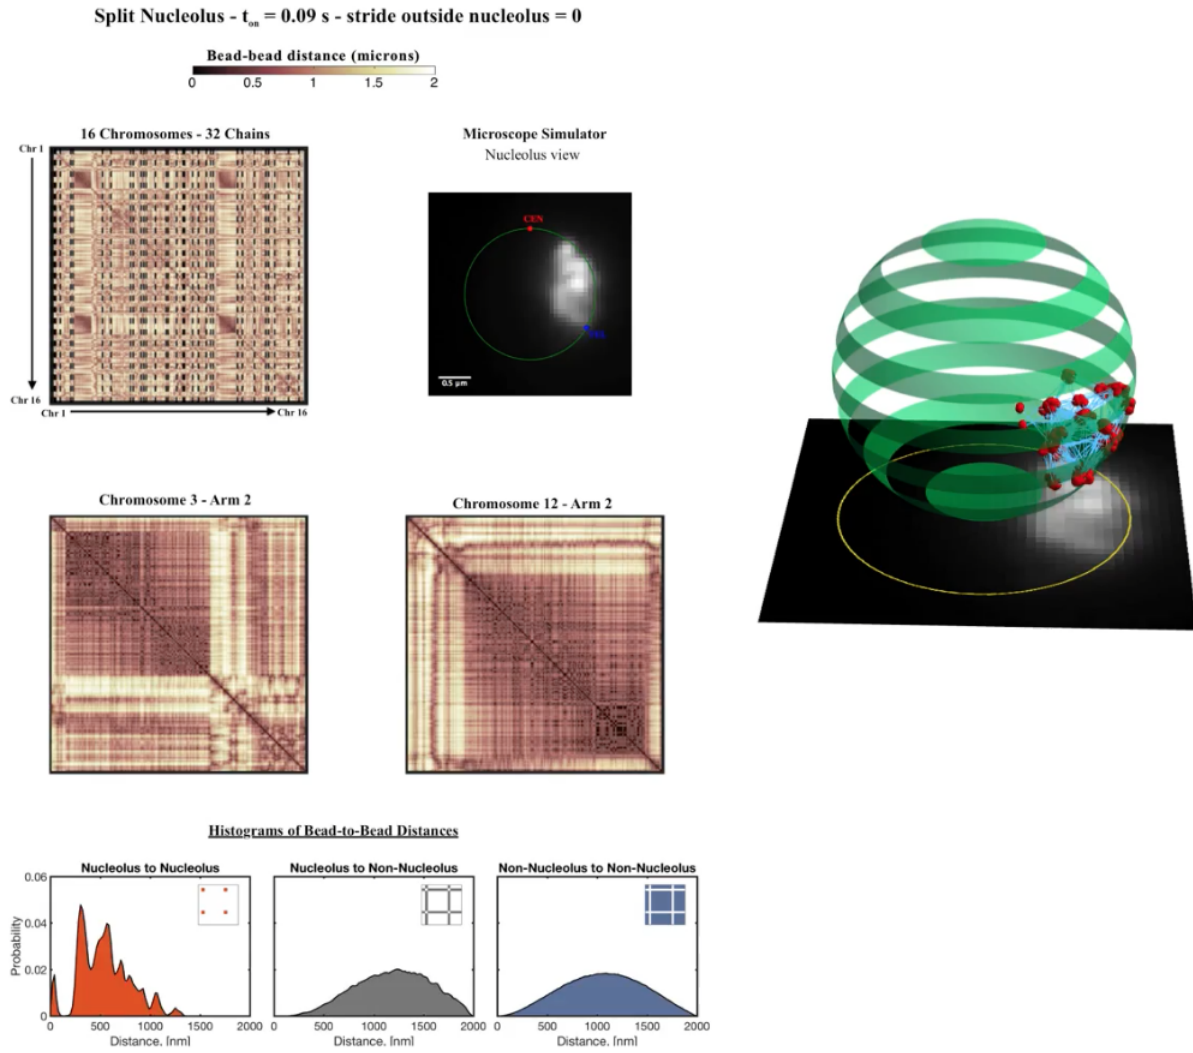 Split Nucleolus - ton = 0.09 s - stride outside nucleolus = 0
Bead-bead distance (microns)
0 0.5 1 1.5 2
16 Chromosomes - 32 Chains
Chr 1
Chr 16
Chr 1
Chr 16
Microscope Simulator
Nucleolus view
CEN
0.5 μm
Chromosome 3 - Arm 2
Chromosome 12 - Arm 2
Histograms of Bead-to-Bead Distances
Nucleolus to Nucleolus
Nucleolus to Non-Nucleolus
Non-Nucleolus to Non-Nucleolus
Probability
0.06
0.04
0.02
0
0 500 1000 1500 2000
0 500 1000 1500 2000
0 500 1000 1500 2000
Distance, [nm]
Distance, [nm]
Distance, [nm]